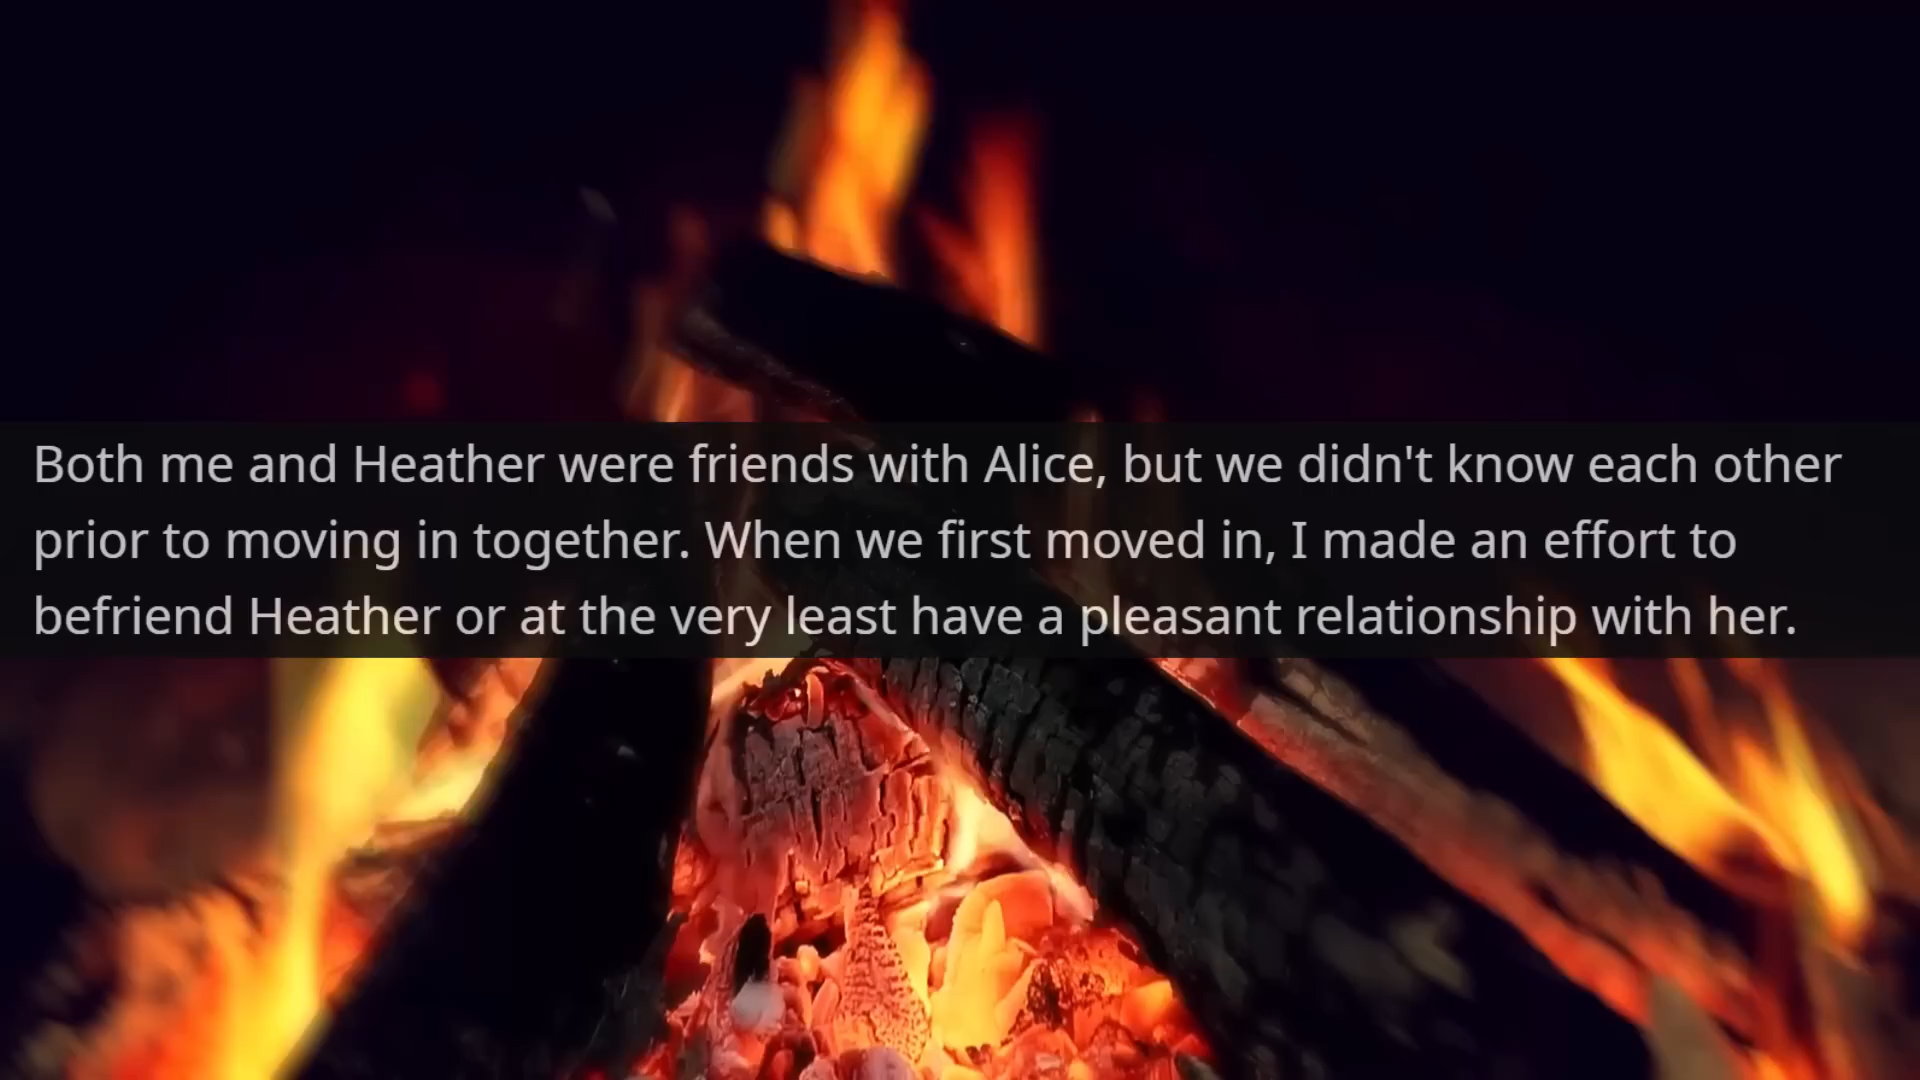 Both me and Heather were friends with Alice, but we didn't know each other
prior to moving in together. When we first moved in, I made an effort to
befriend Heather or at the very least have a pleasant relationship with her.